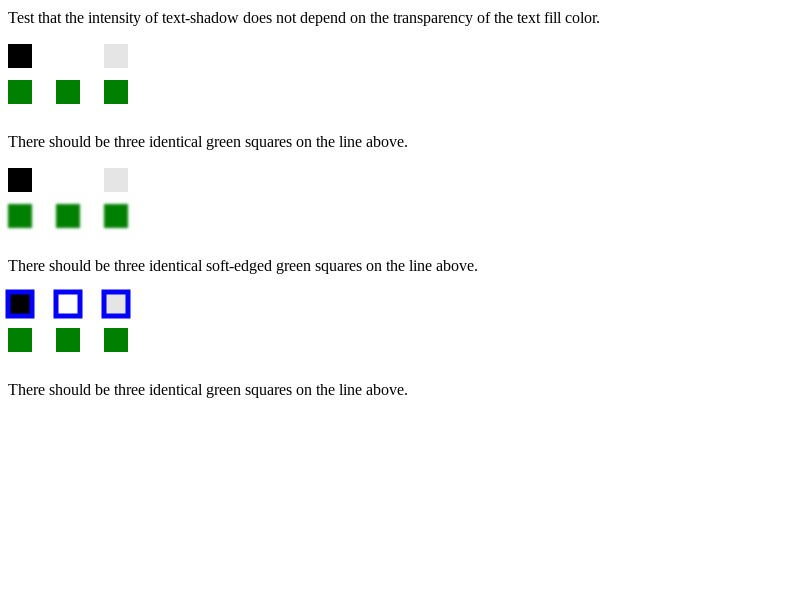 Test that the intensity of text-shadow does not depend on the transparency of the text fill color.
There should be three identical green squares on the line above.
There should be three identical soft-edged green squares on the line above.
There should be three identical green squares on the line above.